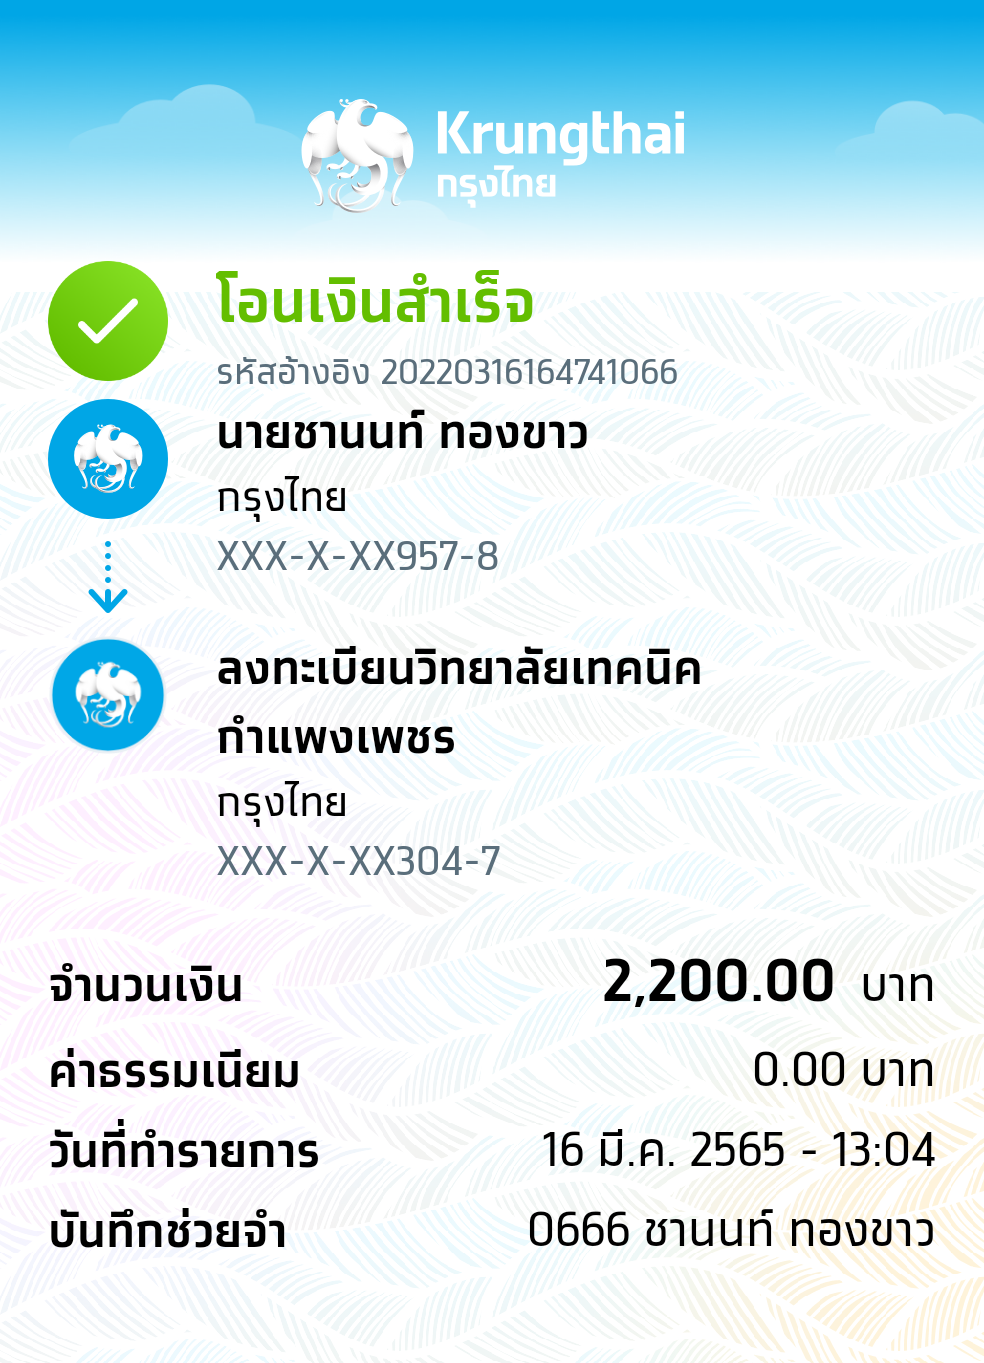 Krungthai
กรุงไทย
โอนเงินสำเร็จ
รหัสอ้างอิง 20220316164741066
นายชานนท์ ทองขาว
กรุงไทย
XXX-X-XX957-8
ลงทะเบียนวิทยาลัยเทคนิค
กำแพงเพชร
กรุงไทย
XXX-X-XX304-7
จำนวนเงิน 2,200.00 บาท
ค่าธรรมเนียม 0.00 บาท
วันที่ทำรายการ 16 มี.ค. 2565 - 13:04
บันทึกช่วยจำ 0666 ชานนท์ ทองขาว